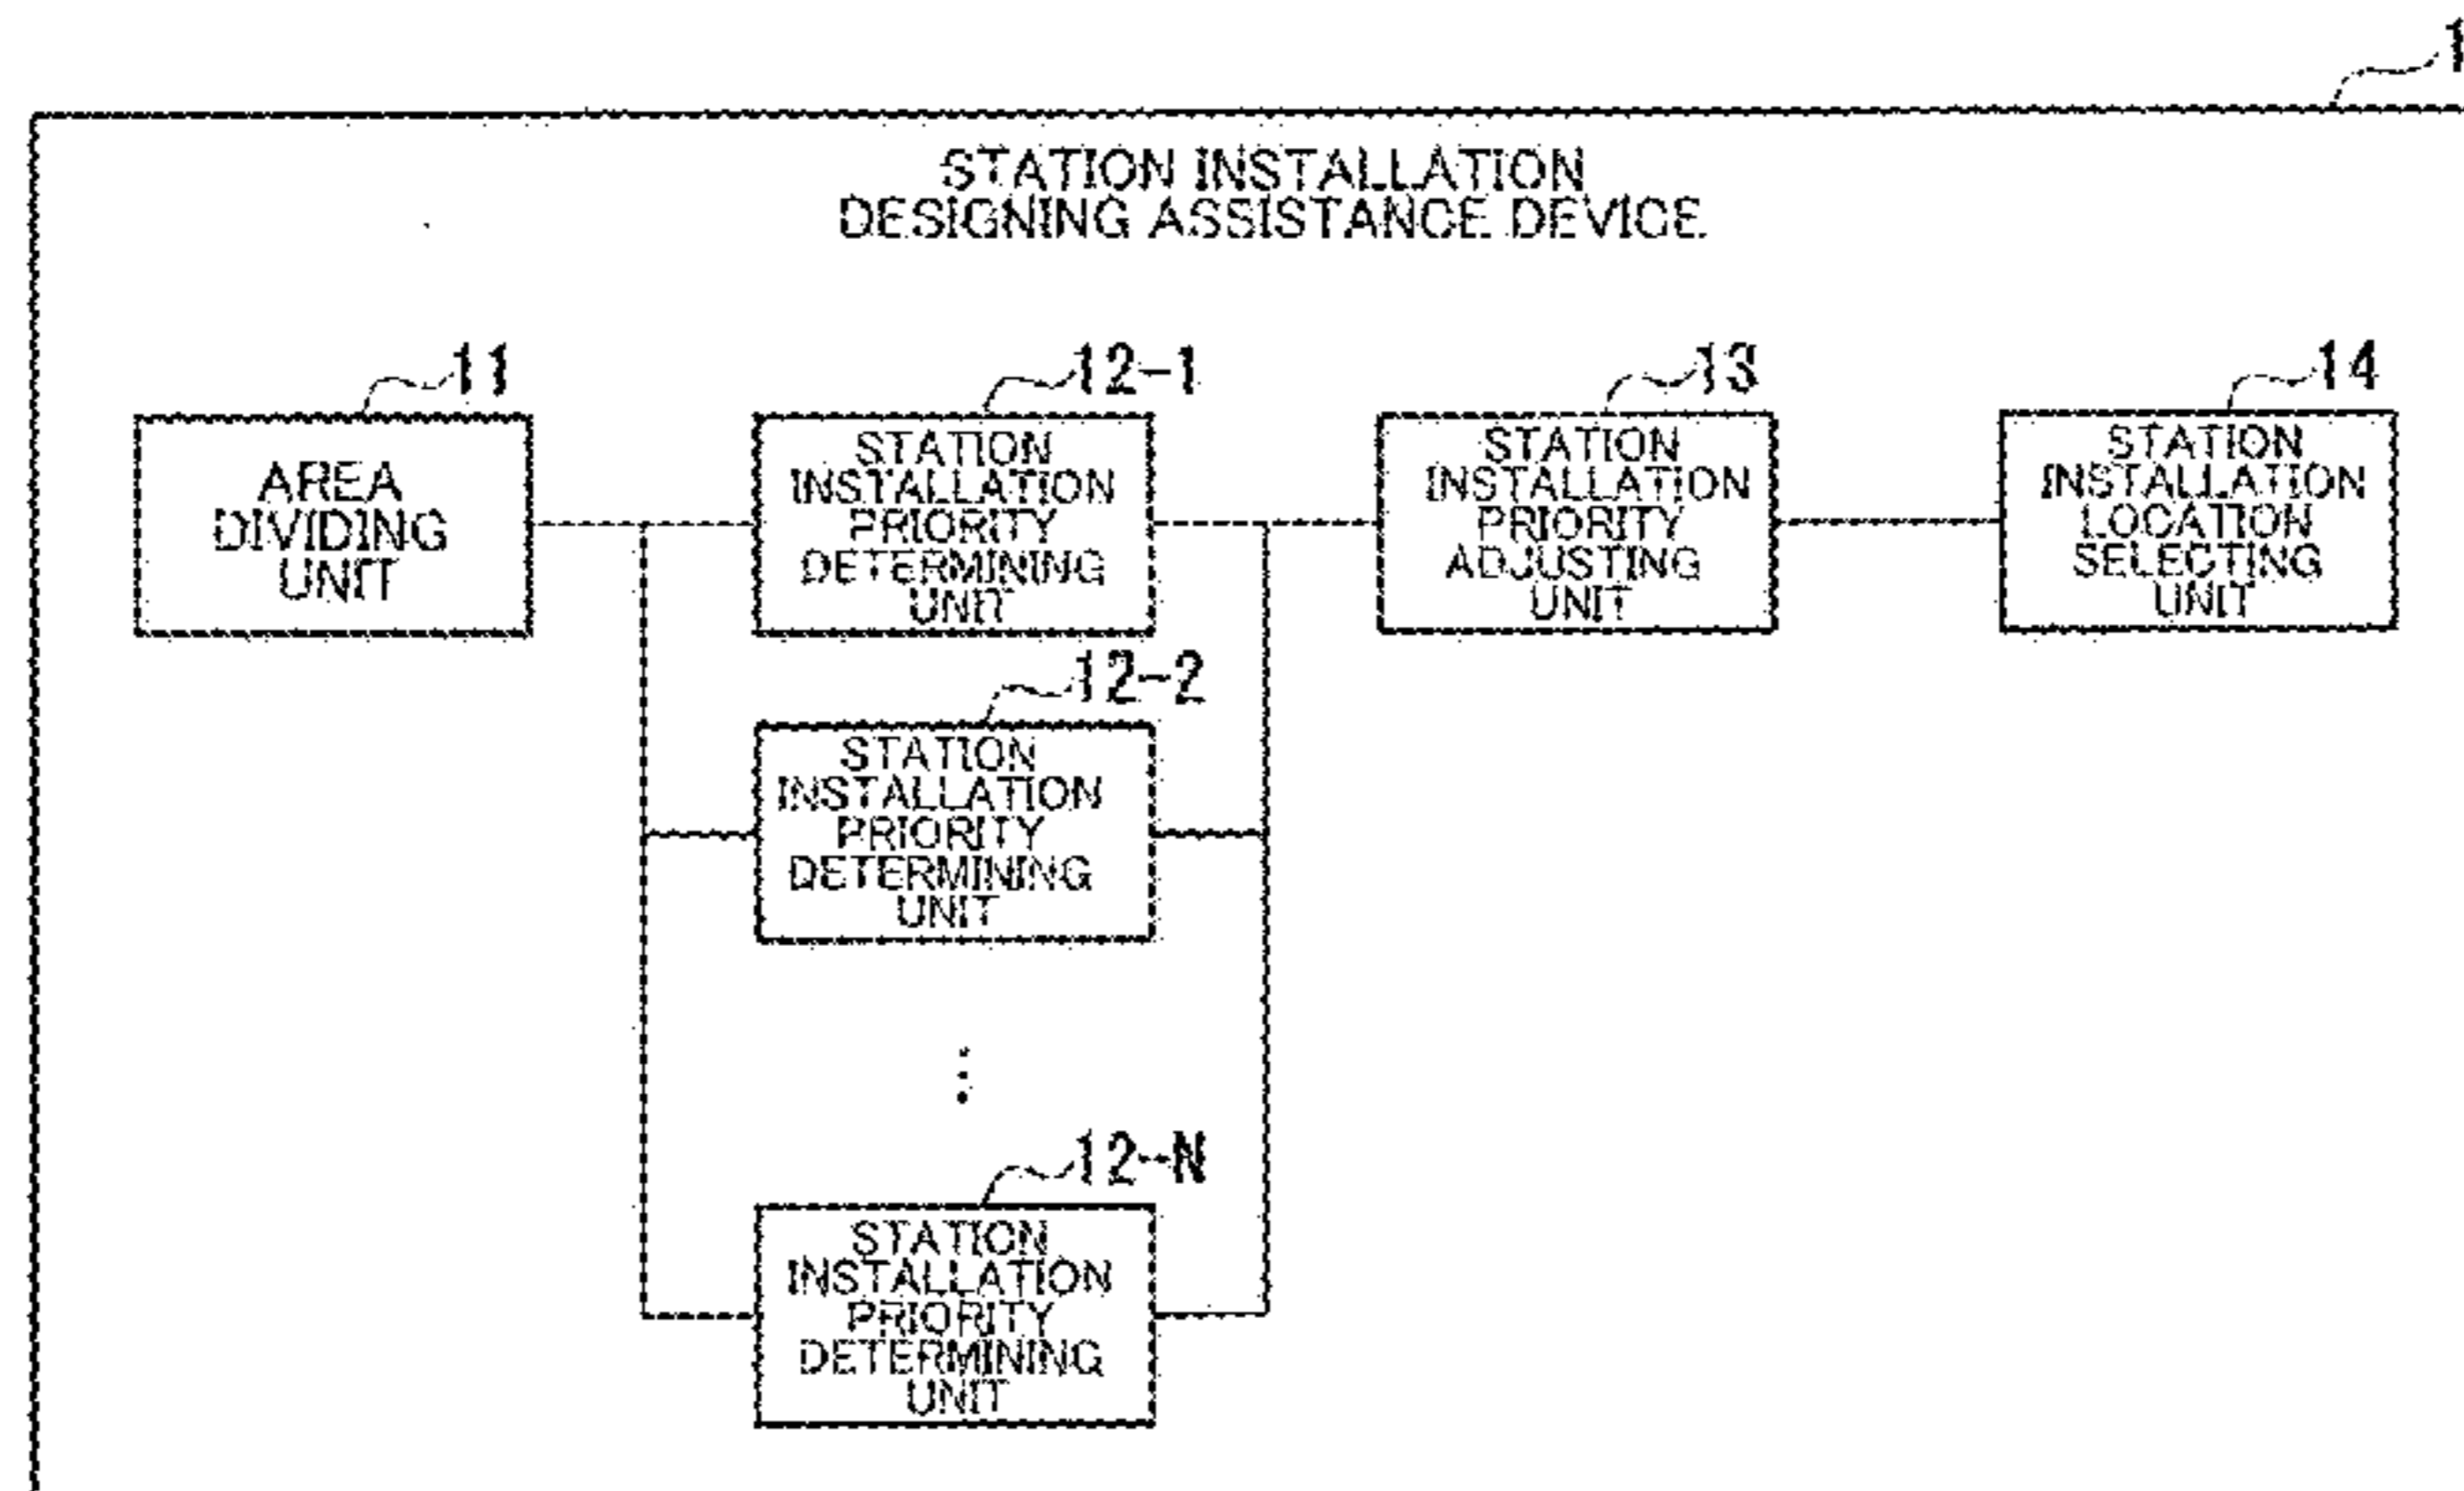 1
STATION INSTALLATION
DESIGNING ASSISTANCE DEVICE
11
AREA
DIVIDING
UNIT
12-1
STATION
INSTALLATION
PRIORITY
DETERMINING
UNIT
13
STATION
INSTALLATION
PRIORITY
ADJUSTING
UNIT
14
STATION
INSTALLATION
LOCATION
SELECTING
UNIT
12-2
STATION
INSTALLATION
PRIORITY
DETERMINING
UNIT
12-N
STATION
INSTALLATION
PRIORITY
DETERMINING
UNIT